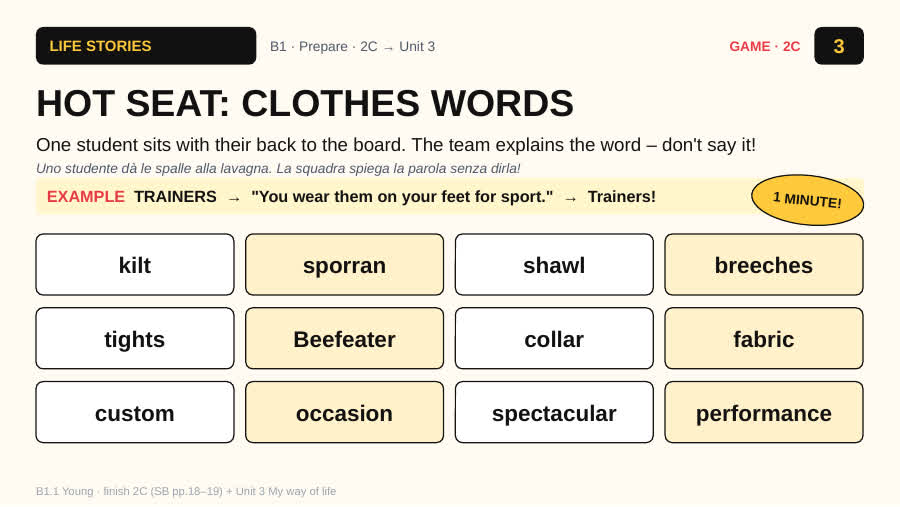 LIFE STORIES
B1 · Prepare · 2C → Unit 3
GAME · 2C
3
HOT SEAT: CLOTHES WORDS
One student sits with their back to the board. The team explains the word – don't say it!
Uno studente dà le spalle alla lavagna. La squadra spiega la parola senza dirla!
EXAMPLE TRAINERS → "You wear them on your feet for sport." → Trainers!
1 MINUTE!
kilt
sporran
shawl
breeches
tights
Beefeater
collar
fabric
custom
occasion
spectacular
performance
B1.1 Young · finish 2C (SB pp.18–19) + Unit 3 My way of life